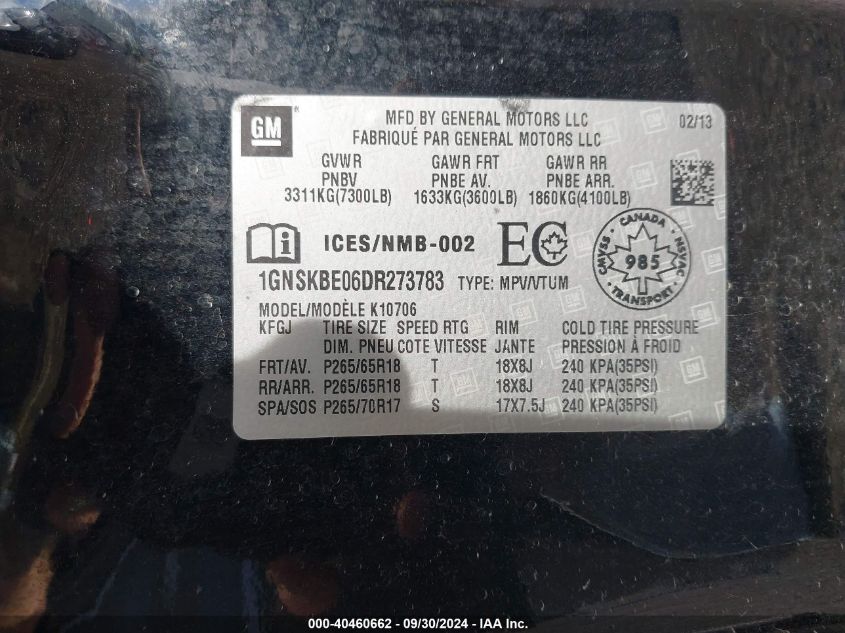 GM
MFD BY GENERAL MOTORS LLC 02/13
FABRIQUÉ PAR GENERAL MOTORS LLC
GVWR GAWR FRT GAWR RR
PNBV PNBE AV. PNBE ARR.
3311KG(7300LB) 1633KG(3600LB) 1860KG(4100LB)
i ICES/NMB-002 EC
CANADA
CMVSS 985 NSVAC
TRANSPORT
1GNSKBE06DR273783 TYPE: MPV/VTUM
MODEL/MODÈLE K10706
KFGJ TIRE SIZE SPEED RTG RIM COLD TIRE PRESSURE
DIM. PNEU COTE VITESSE JANTE PRESSION À FROID
FRT/AV. P265/65R18 T 18X8J 240 KPA(35PSI)
RR/ARR. P265/65R18 T 18X8J 240 KPA(35PSI)
SPA/SOS P265/70R17 S 17X7.5J 240 KPA(35PSI)
000-40460662 - 09/30/2024 - IAA Inc.